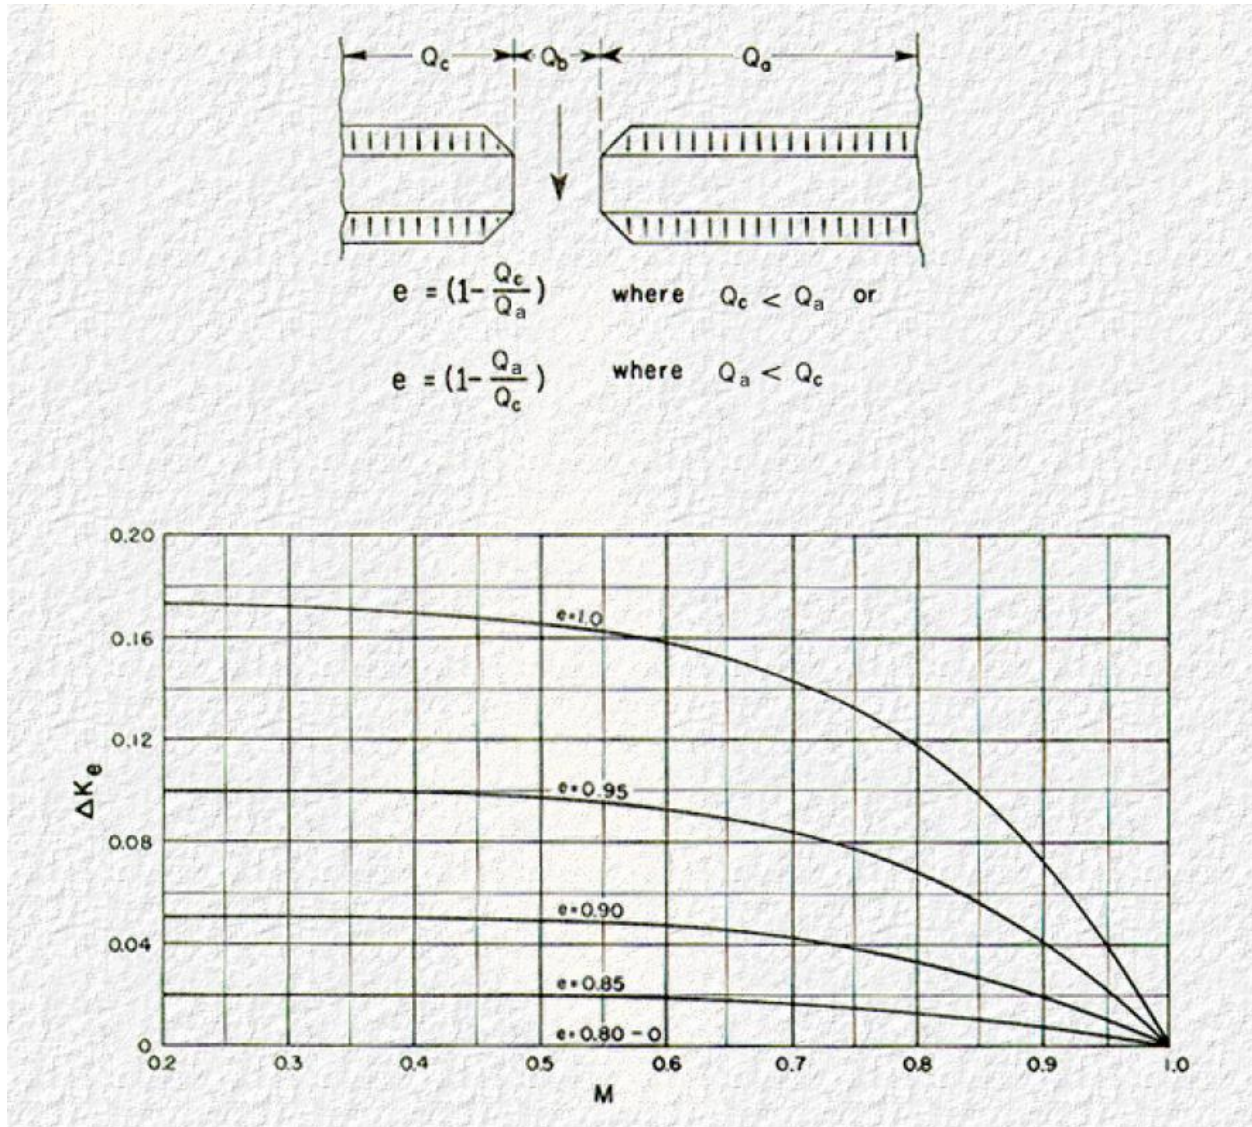 Qc Qb Qa
e = (1- Qc/Qa) where Qc < Qa or
e = (1- Qa/Qc) where Qa < Qc
0.20
e=1.0
0.16
0.12
ΔKe
e=0.95
0.08
e=0.90
0.04
e=0.85
e=0.80-0
0
0.2 0.3 0.4 0.5 0.6 0.7 0.8 0.9 1.0
M